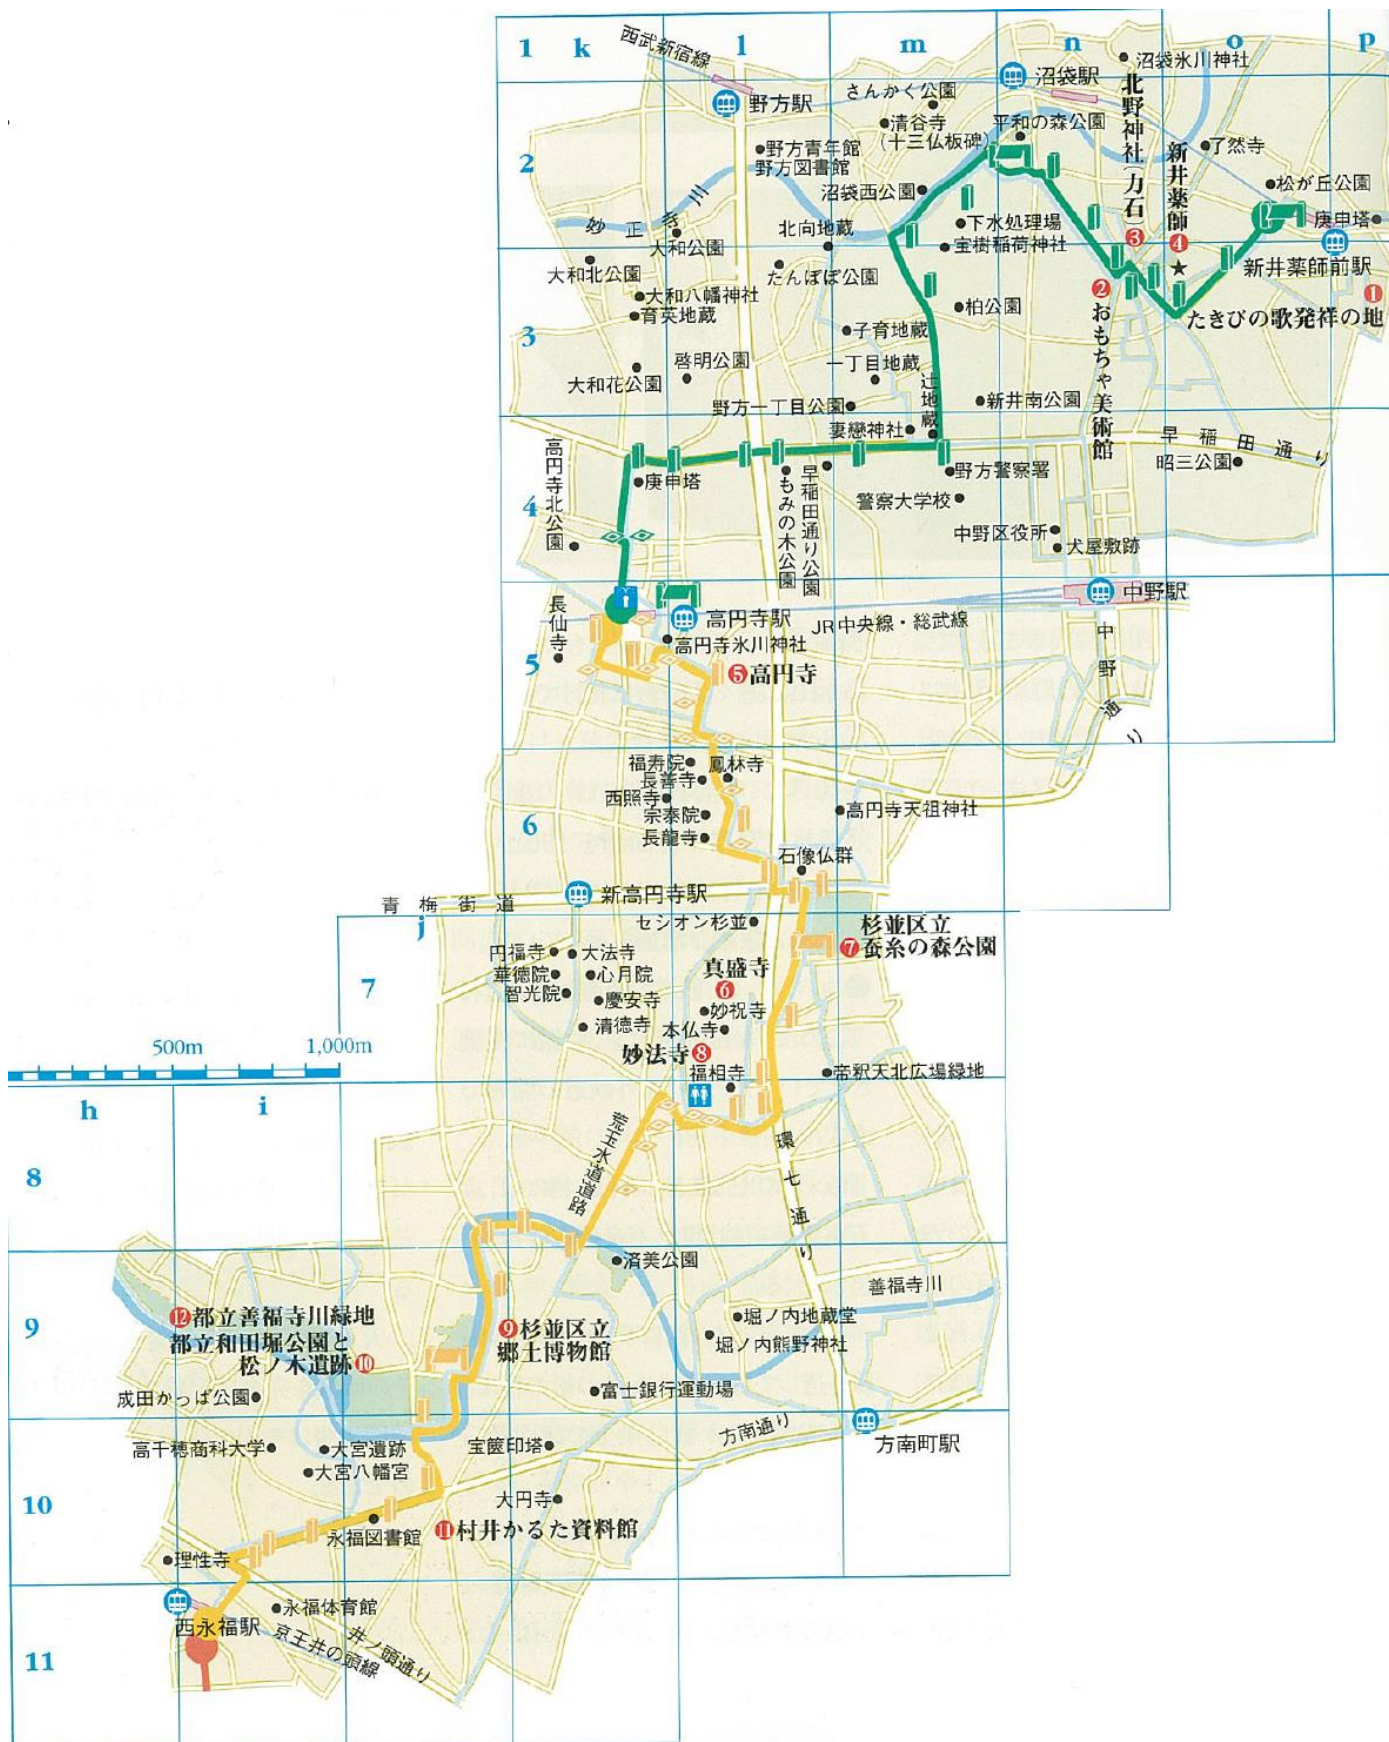 1
k
l
m
n
o
p
西武新宿線
野方駅
さんかく公園
沼袋駅
沼袋氷川神社
清谷寺
(十三仏板碑)
平和の森公園
北野神社(力石)
❸
新井薬師
❹
★
了然寺
2
野方青年館
野方図書館
沼袋西公園
松が丘公園
庚申塔
妙正寺川
大和公園
北向地蔵
下水処理場
宝樹稲荷神社
新井薬師前駅
大和北公園
たんぽぽ公園
❶
たきびの歌発祥の地
大和八幡神社
育英地蔵
柏公園
❷
おもちゃ美術館
3
子育地蔵
啓明公園
一丁目地蔵
大和花公園
辻地蔵
野方一丁目公園
新井南公園
妻戀神社
早稲田通り
昭三公園
高円寺北公園
庚申塔
もみの木公園
早稲田通り公園
野方警察署
警察大学校
4
中野区役所
犬屋敷跡
中野駅
長仙寺
高円寺駅
JR中央線・総武線
高円寺氷川神社
中野通り
5
❺高円寺
福寿院
鳳林寺
長善寺
西照寺
宗泰院
長龍寺
高円寺天祖神社
6
石像仏群
新高円寺駅
青梅街道
j
セシオン杉並
杉並区立
❼蚕糸の森公園
円福寺
大法寺
華徳院
心月院
智光院
慶安寺
清徳寺
真盛寺
❻
妙祝寺
本仏寺
妙法寺❽
福相寺
7
500m
1,000m
帝釈天北広場緑地
h
i
荒玉水道道路
環七通り
8
済美公園
善福寺川
9
⓬都立善福寺川緑地
都立和田堀公園と
松ノ木遺跡❿
❾杉並区立
郷土博物館
堀ノ内地蔵堂
堀ノ内熊野神社
成田かっぱ公園
富士銀行運動場
方南通り
方南町駅
高千穂商科大学
大宮遺跡
宝篋印塔
大宮八幡宮
10
大円寺
永福図書館
⓫村井かるた資料館
理性寺
西永福駅
永福体育館
京王井の頭線
井ノ頭通り
11